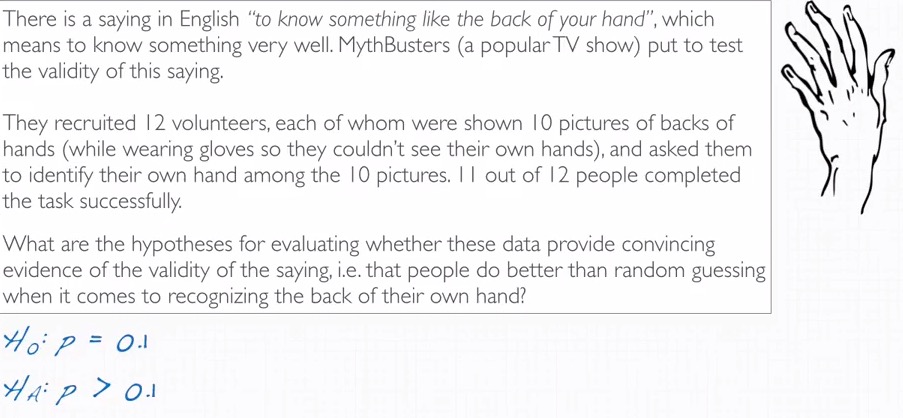 There is a saying in English “to know something like the back of your hand”, which
means to know something very well. MythBusters (a popular TV show) put to test
the validity of this saying.
They recruited 12 volunteers, each of whom were shown 10 pictures of backs of
hands (while wearing gloves so they couldn't see their own hands), and asked them
to identify their own hand among the 10 pictures. 11 out of 12 people completed
the task successfully.
What are the hypotheses for evaluating whether these data provide convincing
evidence of the validity of the saying, i.e. that people do better than random guessing
when it comes to recognizing the back of their own hand?
H₀: p = 0.1
Hᴀ: p > 0.1